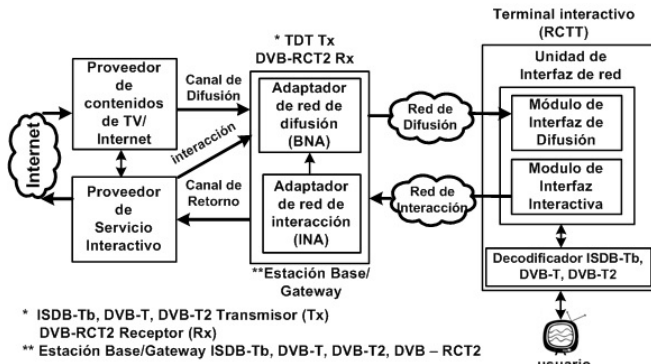 Terminal interactivo
(RCTT)
* TDT Tx
DVB-RCT2 Rx
Proveedor
de
contenidos
de TV/
Internet
Canal de
Difusión
interacción
Adaptador
de red de
difusión
(BNA)
Red de
Difusión
Unidad de
Interfaz de red
Módulo de
Interfaz de
Difusión
Internet
Proveedor
de
Servicio
Interactivo
Canal de
Retorno
Adaptador
de red de
interacción
(INA)
Red de
Interacción
Modulo de
Interfaz
Interactiva
**Estación Base/
Gateway
Decodificador ISDB-Tb,
DVB-T, DVB-T2
* ISDB-Tb, DVB-T, DVB-T2 Transmisor (Tx)
DVB-RCT2 Receptor (Rx)
** Estación Base/Gateway ISDB-Tb, DVB-T, DVB-T2, DVB – RCT2
usuario